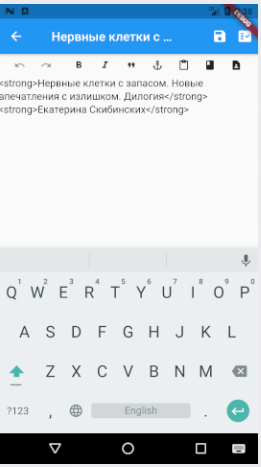 DEBUG
Нервные клетки с ...
B I "
<strong>Нервные клетки с запасом. Новые
впечатления с излишком. Дилогия</strong>
<strong>Екатерина Скибинских</strong>
1 2 3 4 5 6 7 8 9 0
Q W E R T Y U I O P
A S D F G H J K L
Z X C V B N M
?123 , English .